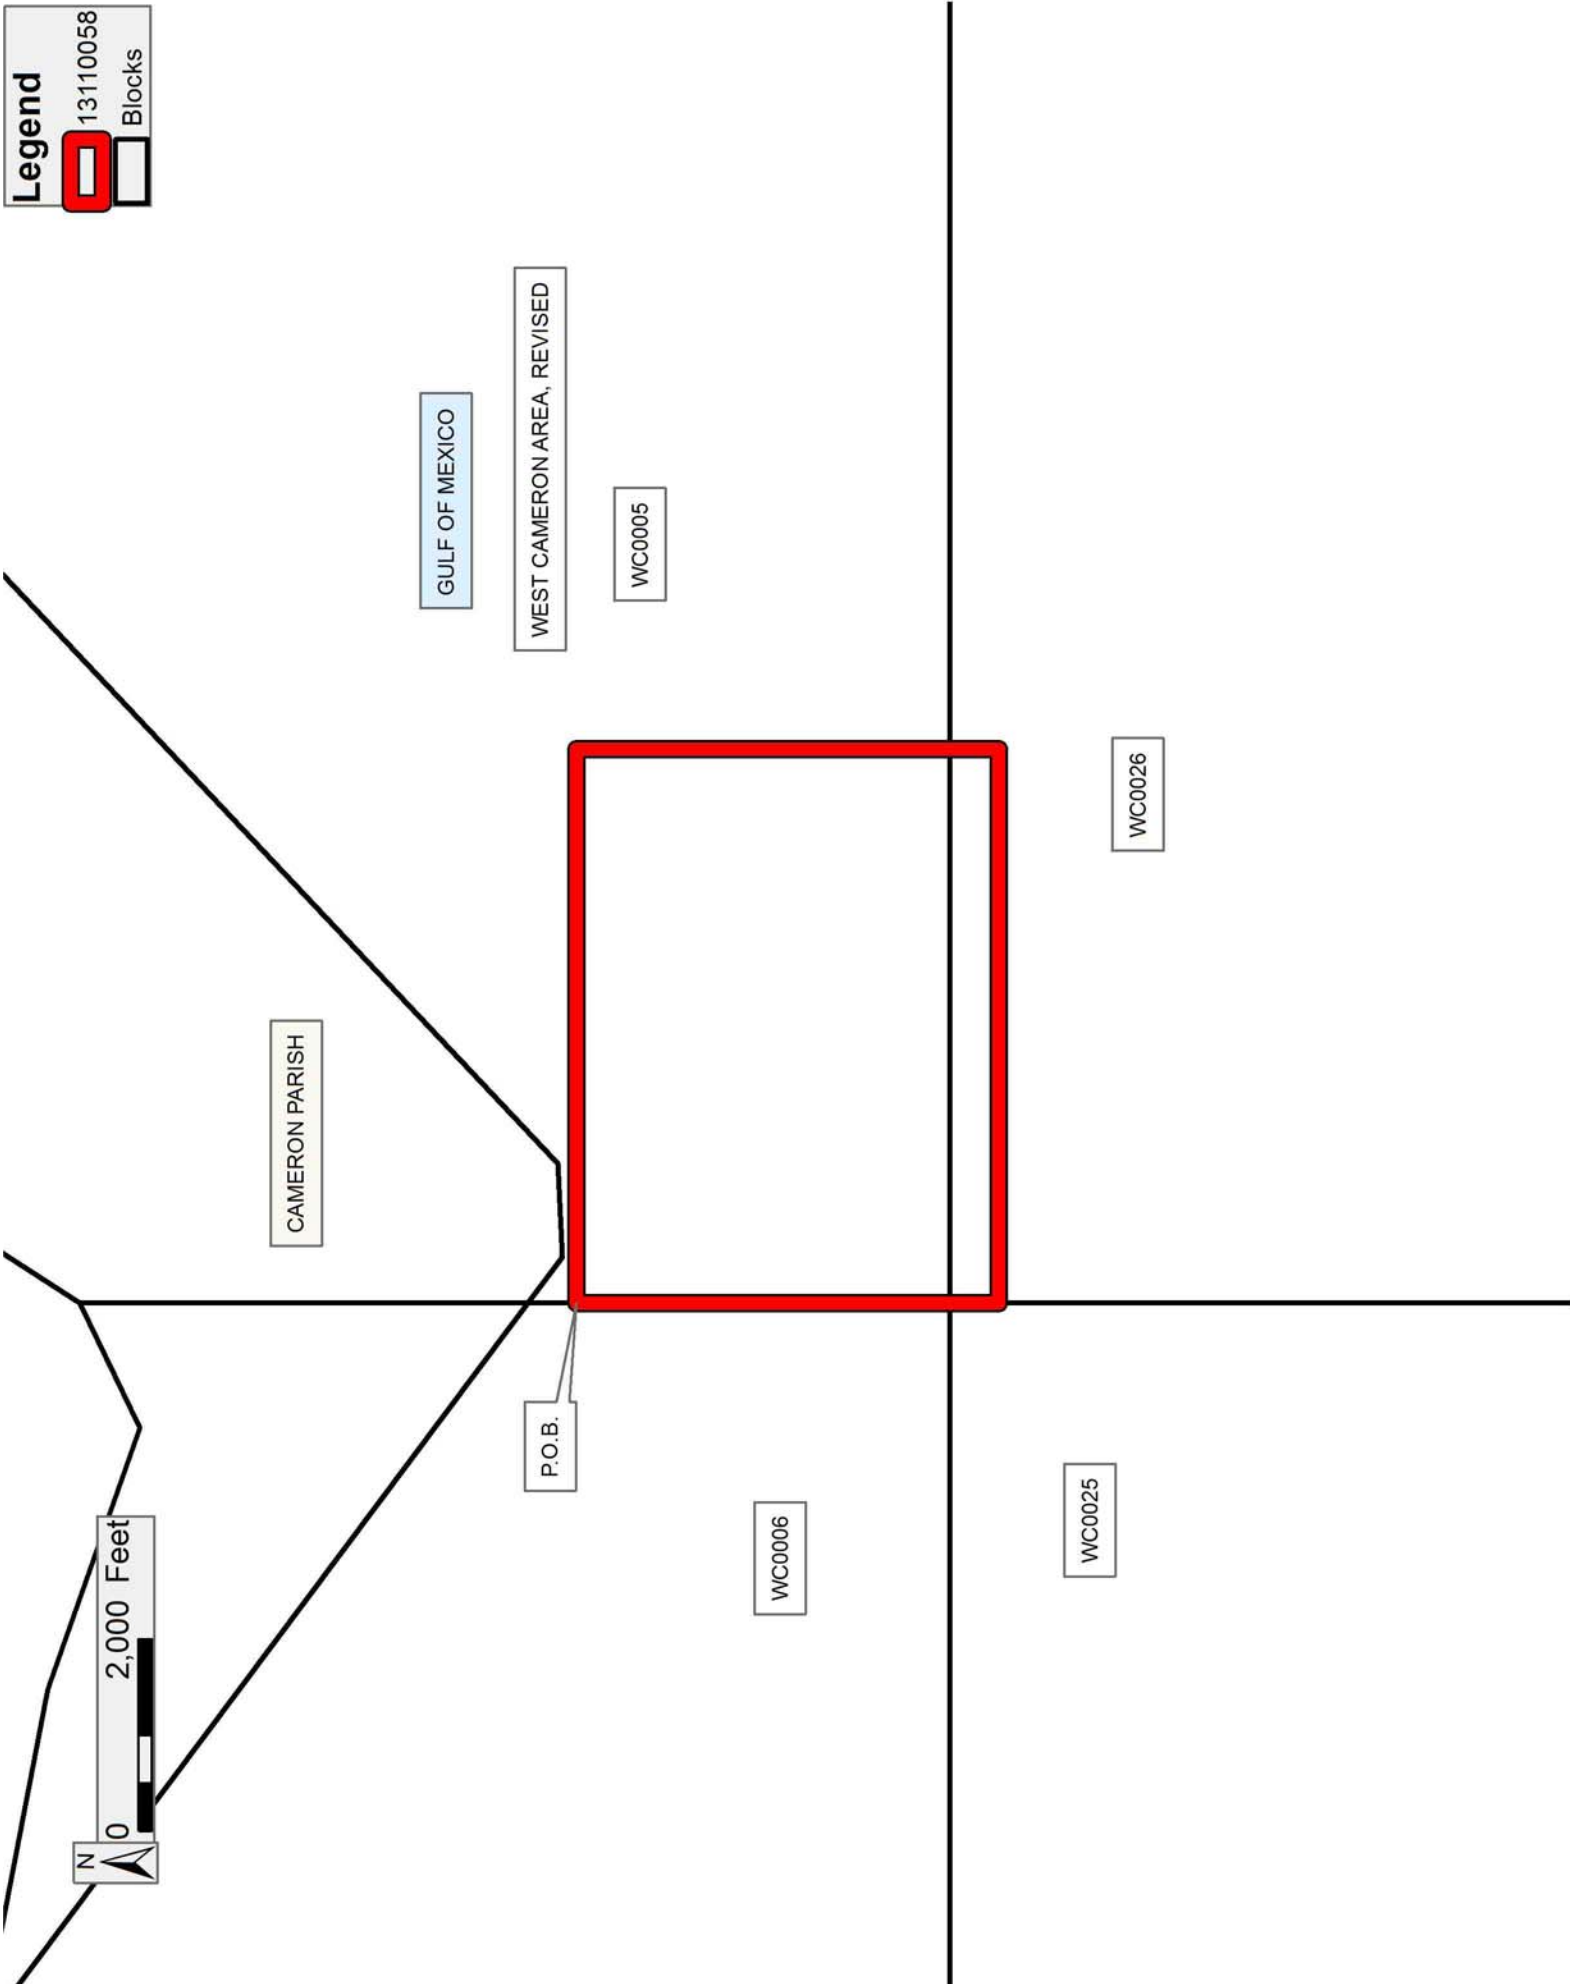 N
0 2,000 Feet
Legend
13110058
Blocks
CAMERON PARISH
GULF OF MEXICO
WEST CAMERON AREA, REVISED
P.O.B.
WC0005
WC0006
WC0025
WC0026